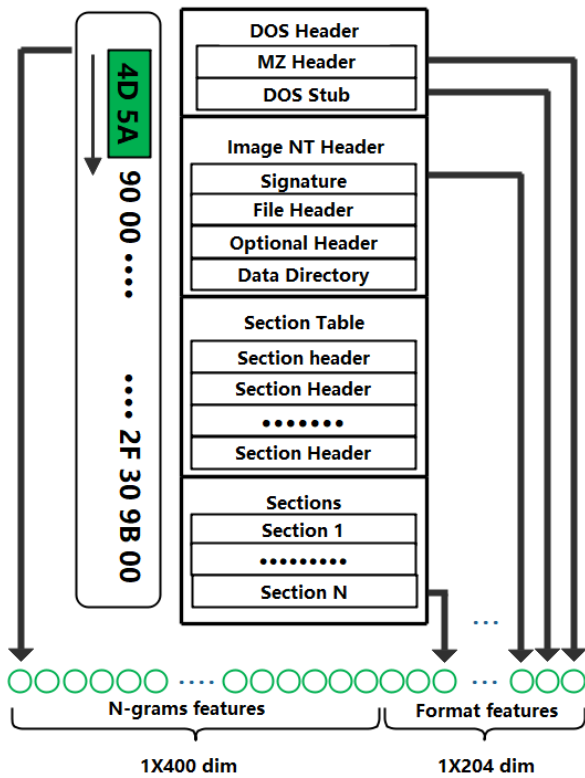 4D 5A
90 00 •••••
••••• 2F 30 9B 00
DOS Header
MZ Header
DOS Stub
Image NT Header
Signature
File Header
Optional Header
Data Directory
Section Table
Section header
Section Header
•••••••
Section Header
Sections
Section 1
•••••••••
Section N
...
....
...
N-grams features
Format features
1X400 dim
1X204 dim